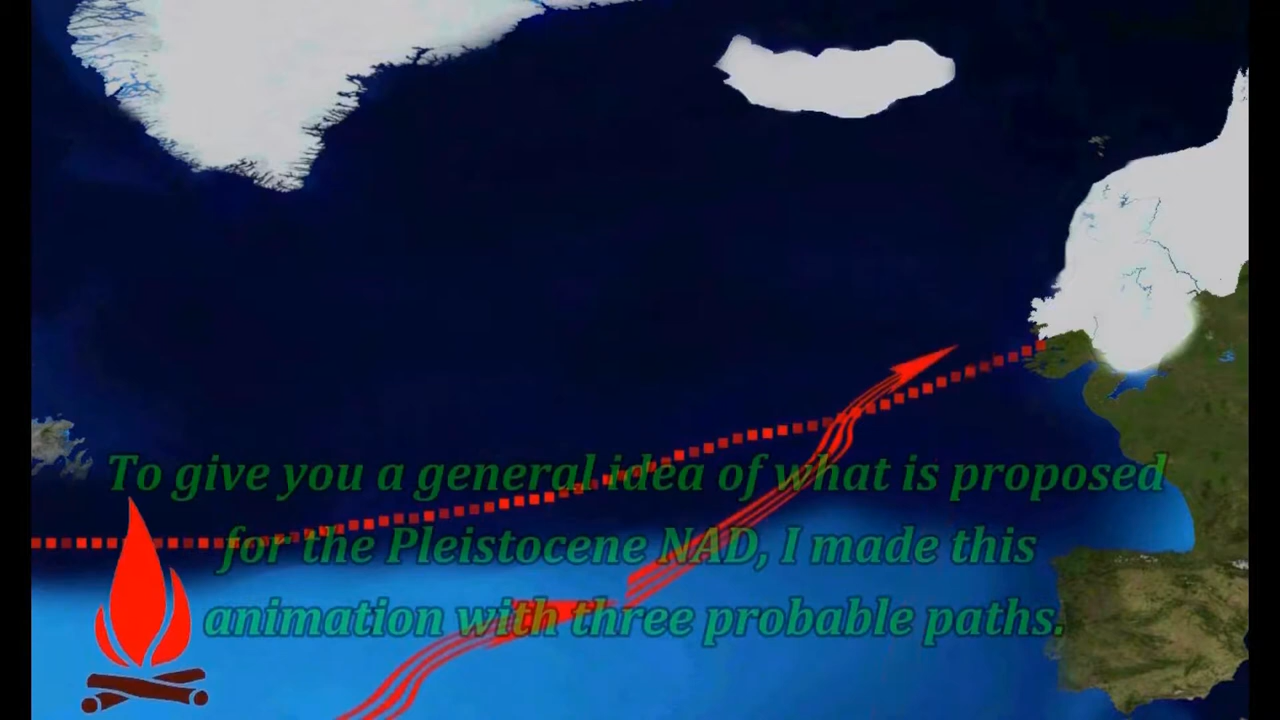 To give you a general idea of what is proposed
for the Pleistocene NAD, I made this
animation with three probable paths.